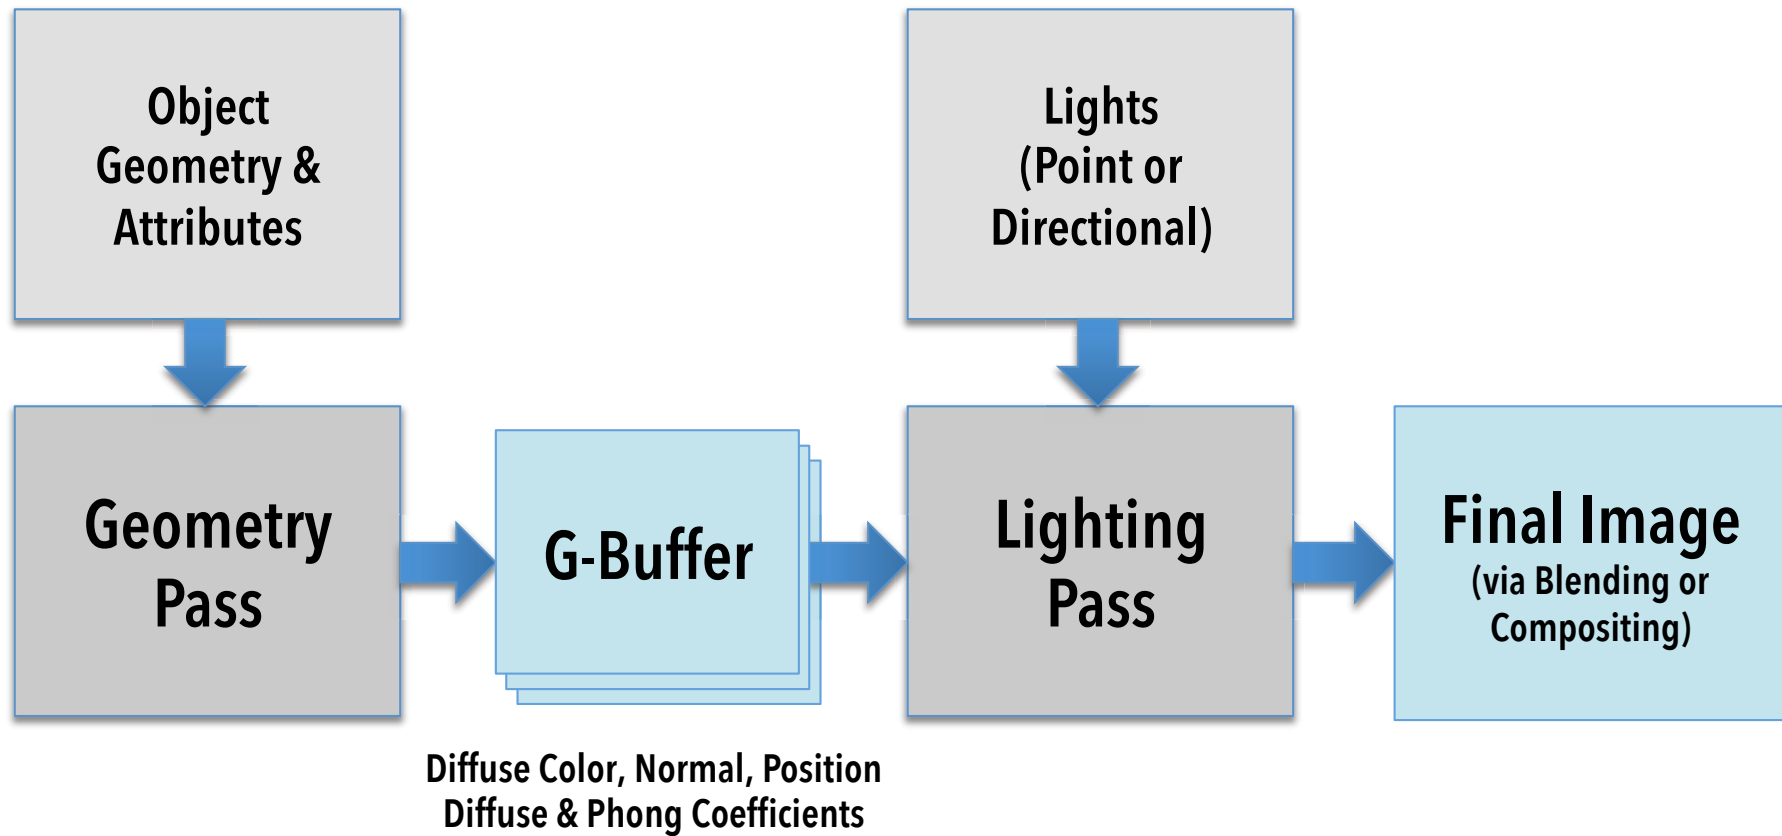 Object
Geometry &
Attributes
Lights
(Point or
Directional)
Geometry
Pass
G-Buffer
Lighting
Pass
Final Image
(via Blending or
Compositing)
Diffuse Color, Normal, Position
Diffuse & Phong Coefficients